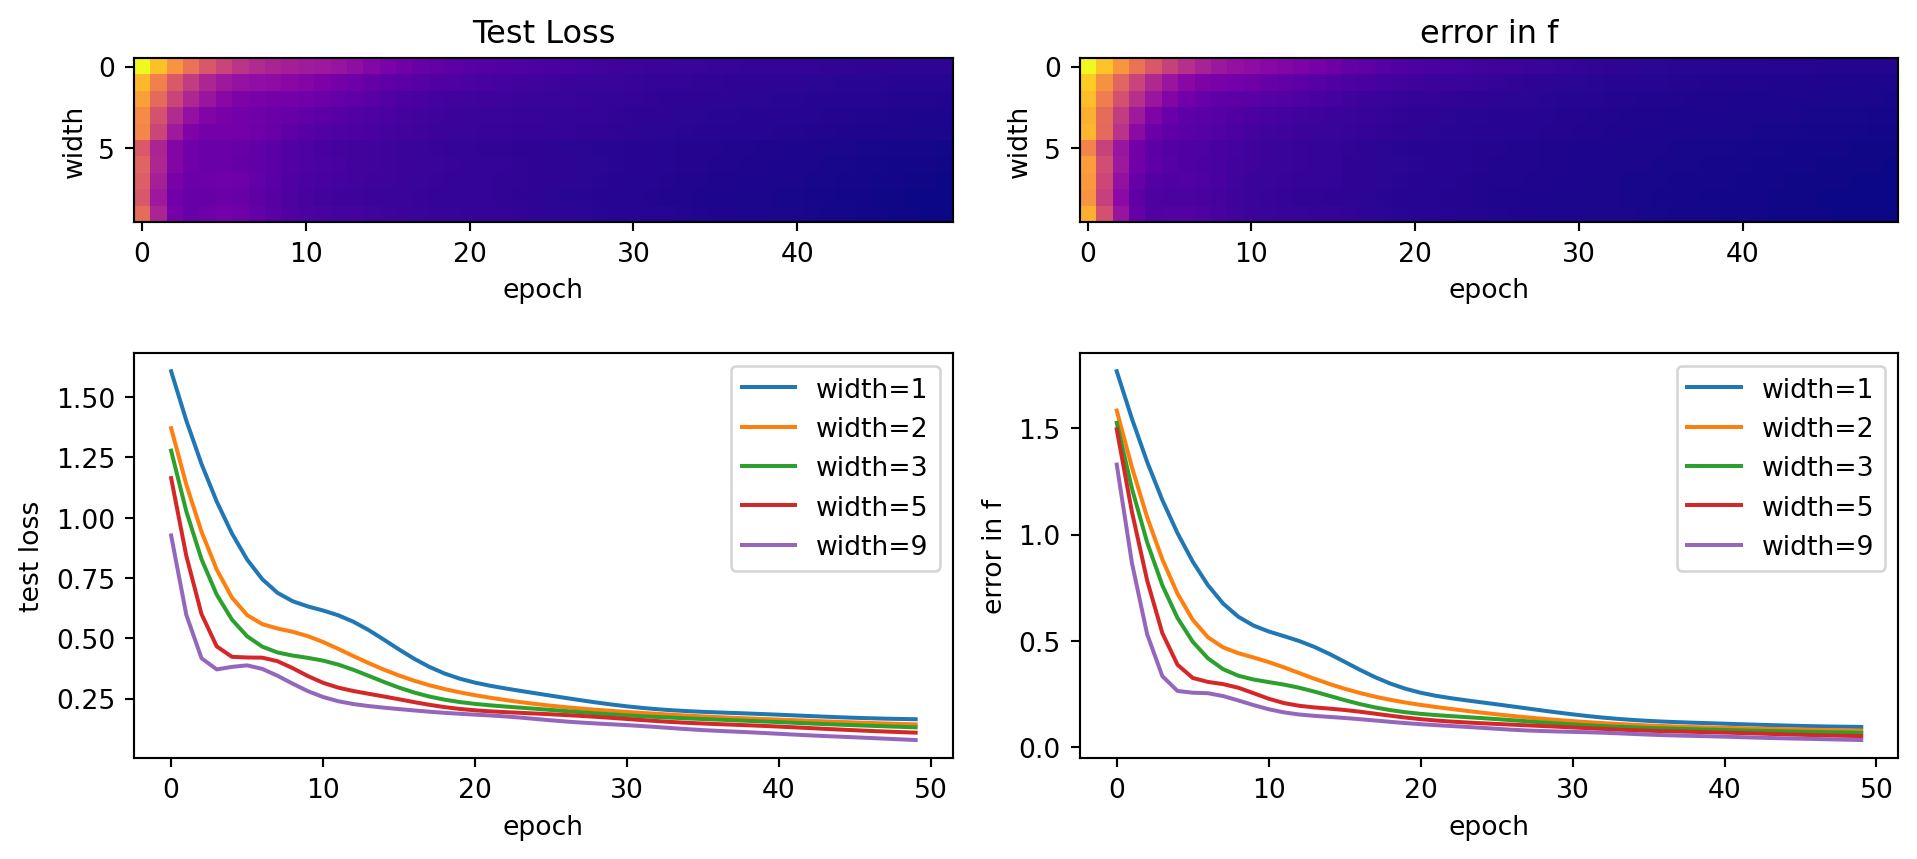 Test Loss
width
0
5
0
10
20
30
40
epoch
error in f
width
0
5
0
10
20
30
40
epoch
test loss
1.50
1.25
1.00
0.75
0.50
0.25
width=1
width=2
width=3
width=5
width=9
0
10
20
30
40
50
epoch
error in f
1.5
1.0
0.5
0.0
width=1
width=2
width=3
width=5
width=9
0
10
20
30
40
50
epoch